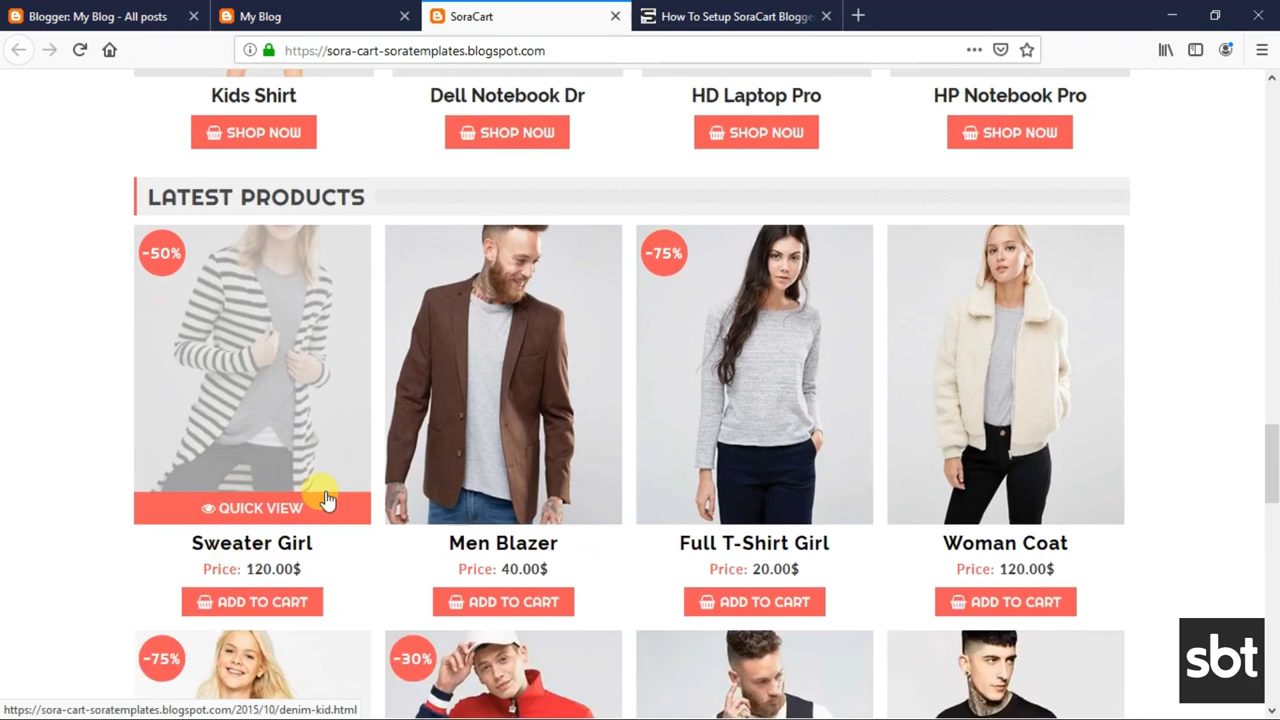 Blogger: My Blog - All posts
My Blog
SoraCart
How To Setup SoraCart Blogge
https://sora-cart-soratemplates.blogspot.com
Kids Shirt
Dell Notebook Dr
HD Laptop Pro
HP Notebook Pro
SHOP NOW
SHOP NOW
SHOP NOW
SHOP NOW
LATEST PRODUCTS
-50%
-75%
QUICK VIEW
Sweater Girl
Men Blazer
Full T-Shirt Girl
Woman Coat
Price: 120.00$
Price: 40.00$
Price: 20.00$
Price: 120.00$
ADD TO CART
ADD TO CART
ADD TO CART
ADD TO CART
-75%
-30%
sbt
https://sora-cart-soratemplates.blogspot.com/2015/10/denim-kid.html